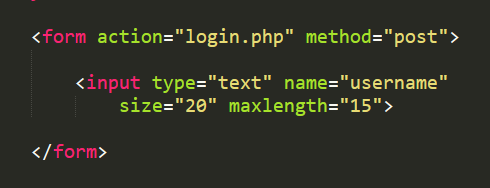 <form action="login.php" method="post">
<input type="text" name="username"
size="20" maxlength="15">
</form>